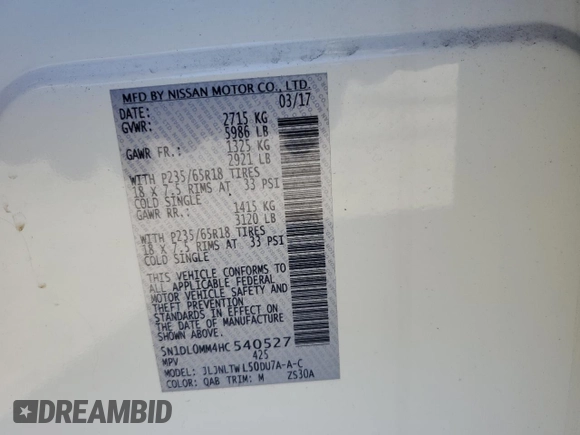 MFD BY NISSAN MOTOR CO., LTD.
DATE: 03/17
GVWR: 2715 KG
5986 LB
GAWR FR.: 1325 KG
2921 LB
WITH P235/65R18 TIRES
18 X 7.5 RIMS AT 33 PSI
COLD SINGLE
GAWR RR.: 1415 KG
3120 LB
WITH P235/65R18 TIRES
18 X 7.5 RIMS AT 33 PSI
COLD SINGLE
THIS VEHICLE CONFORMS TO
ALL APPLICABLE FEDERAL
MOTOR VEHICLE SAFETY AND
THEFT PREVENTION
STANDARDS IN EFFECT ON
THE DATE OF MANUFACTURE
SHOWN ABOVE.
5N1DL0MM4HC540527
MPV 425
MODEL: JLJNLTWL50DU7A-A-C
COLOR: QAB TRIM: M ZS30A
© RIDEAMBID